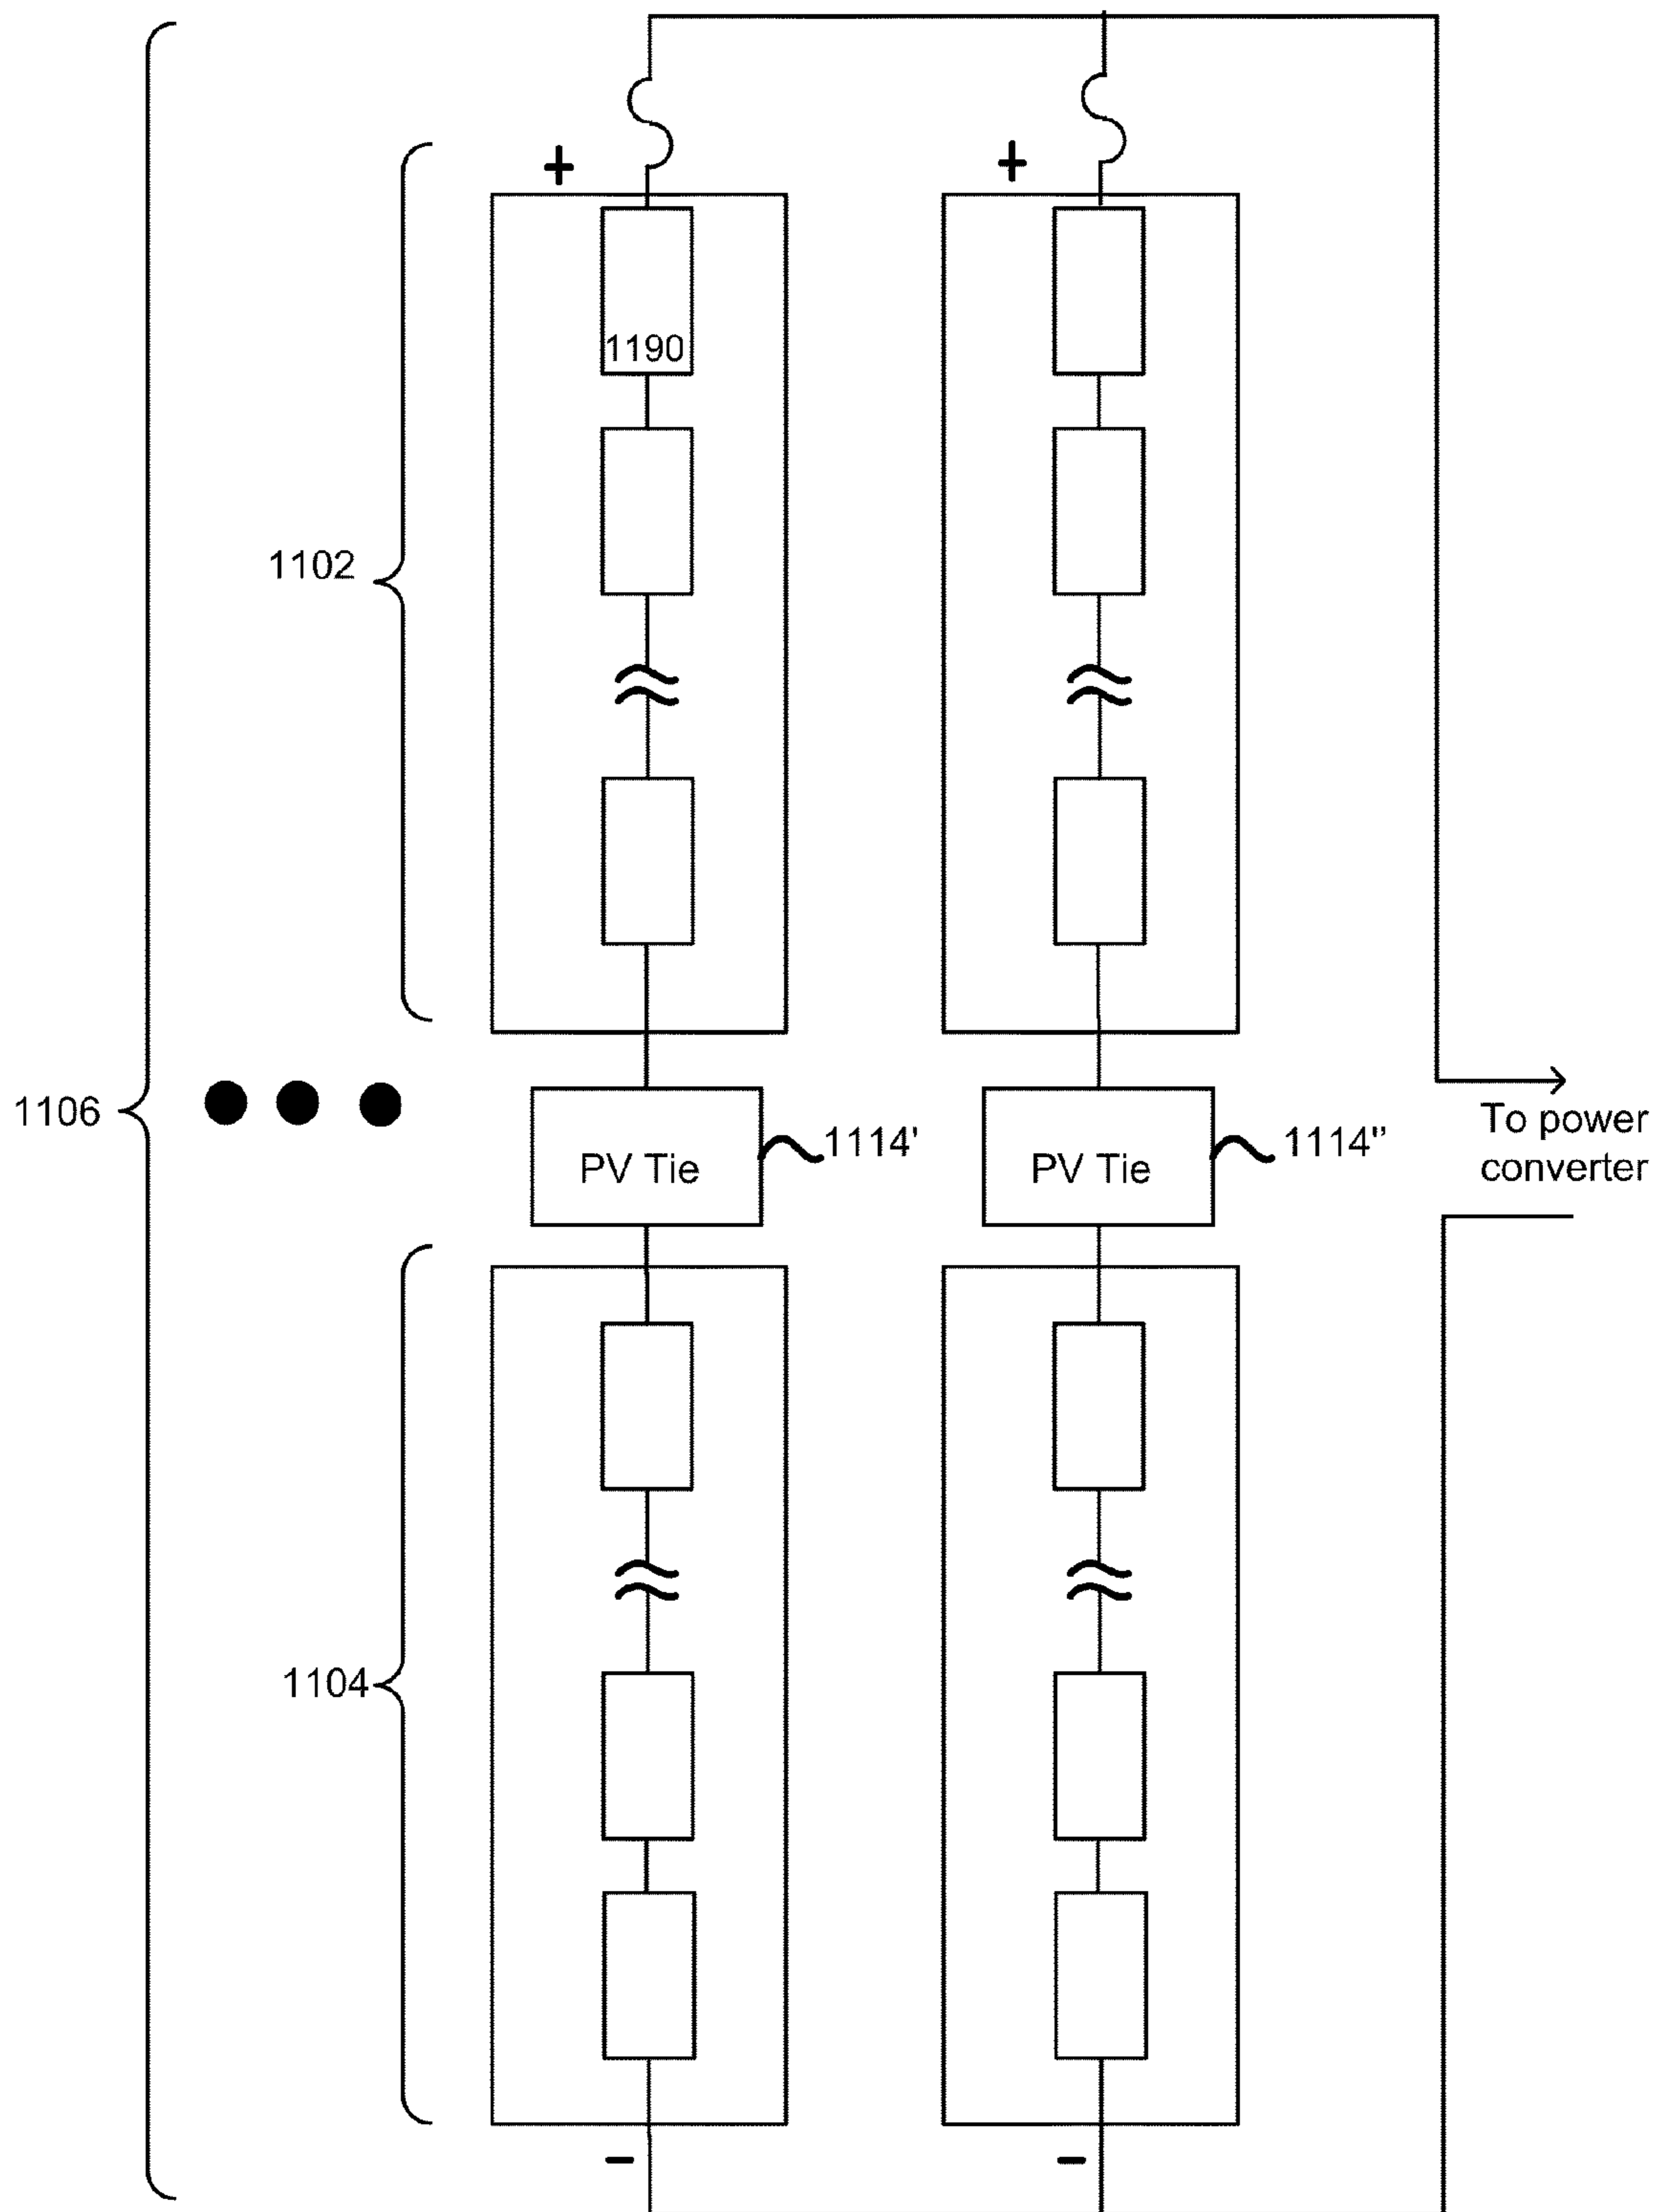 +
+
1190
1102
1106
1114'
1114"
PV Tie
PV Tie
To power
converter
1104
-
-